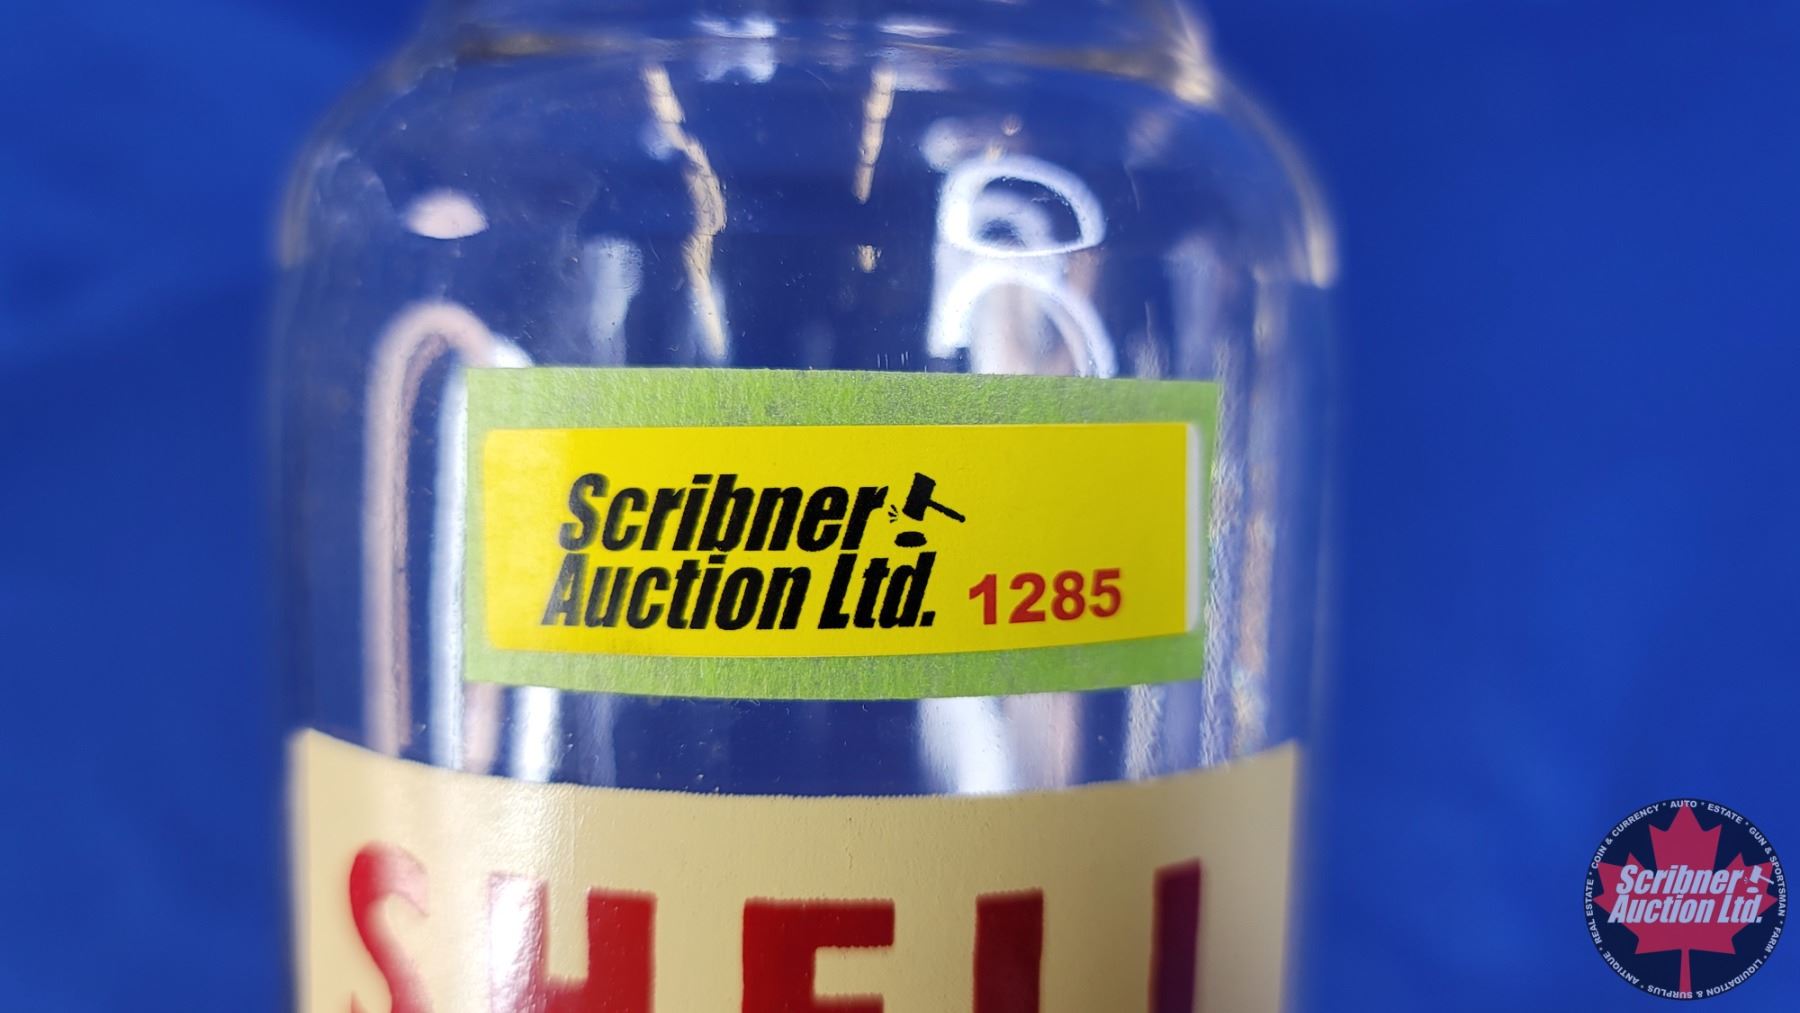 Scribner
Auction Ltd. 1285
SHELL
COIN & CURRENCY * AUTO * ESTATE * GUN & SPORTSMAN * FARM * LIQUIDATION & SURPLUS * ANTIQUE * REAL ESTATE *
Scribner
Auction Ltd.